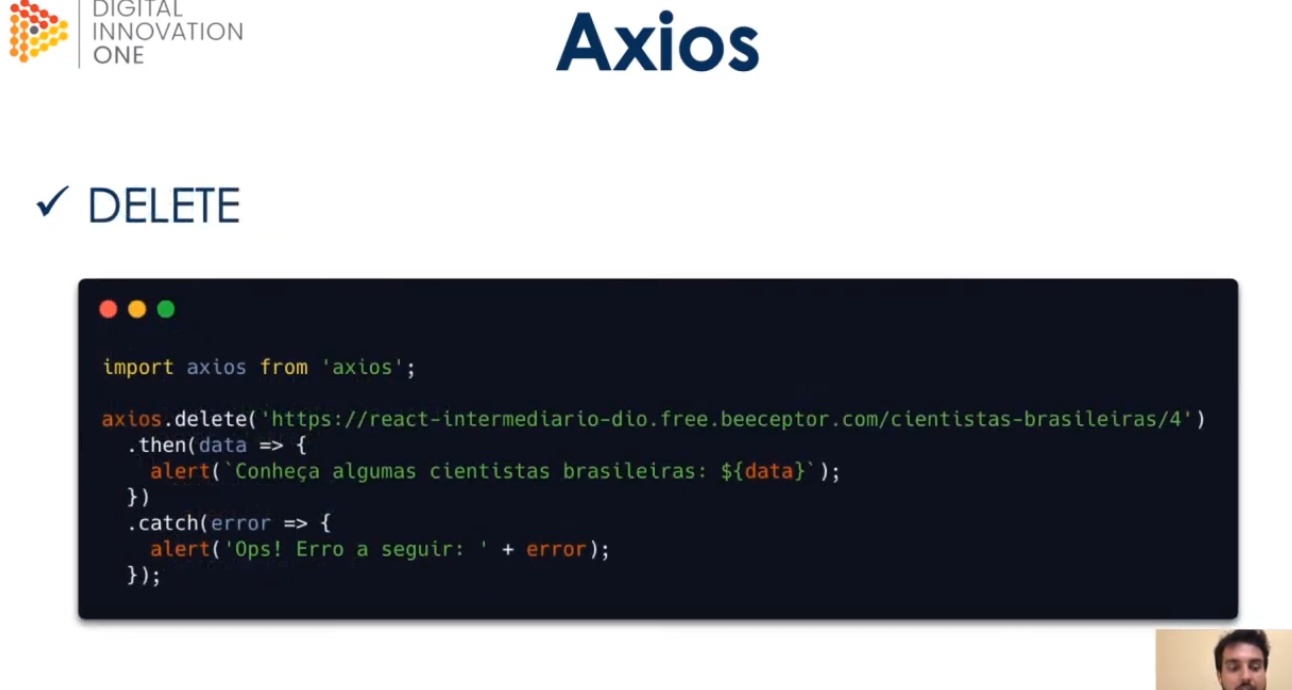 DIGITAL
INNOVATION
ONE
Axios
✓ DELETE
import axios from 'axios';
axios.delete('https://react-intermediario-dio.free.beeceptor.com/cientistas-brasileiras/4')
.then(data => {
alert(`Conheça algumas cientistas brasileiras: ${data}`);
})
.catch(error => {
alert('Ops! Erro a seguir: ' + error);
});